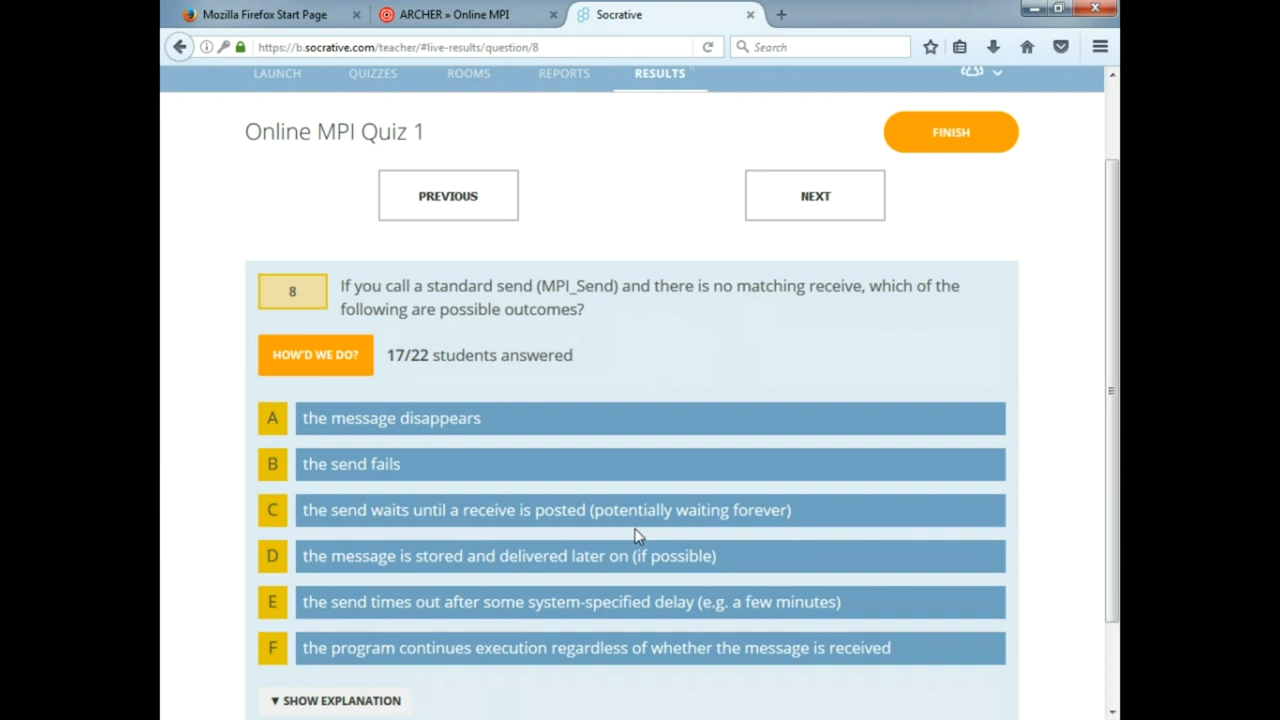 Mozilla Firefox Start Page
ARCHER » Online MPI
Socrative
https://b.socrative.com/teacher/#live-results/question/8
Search
LAUNCH
QUIZZES
ROOMS
REPORTS
RESULTS
Online MPI Quiz 1
FINISH
PREVIOUS
NEXT
8
If you call a standard send (MPI_Send) and there is no matching receive, which of the
following are possible outcomes?
HOW'D WE DO?
17/22 students answered
A the message disappears
B the send fails
C the send waits until a receive is posted (potentially waiting forever)
D the message is stored and delivered later on (if possible)
E the send times out after some system-specified delay (e.g. a few minutes)
F the program continues execution regardless of whether the message is received
▼ SHOW EXPLANATION